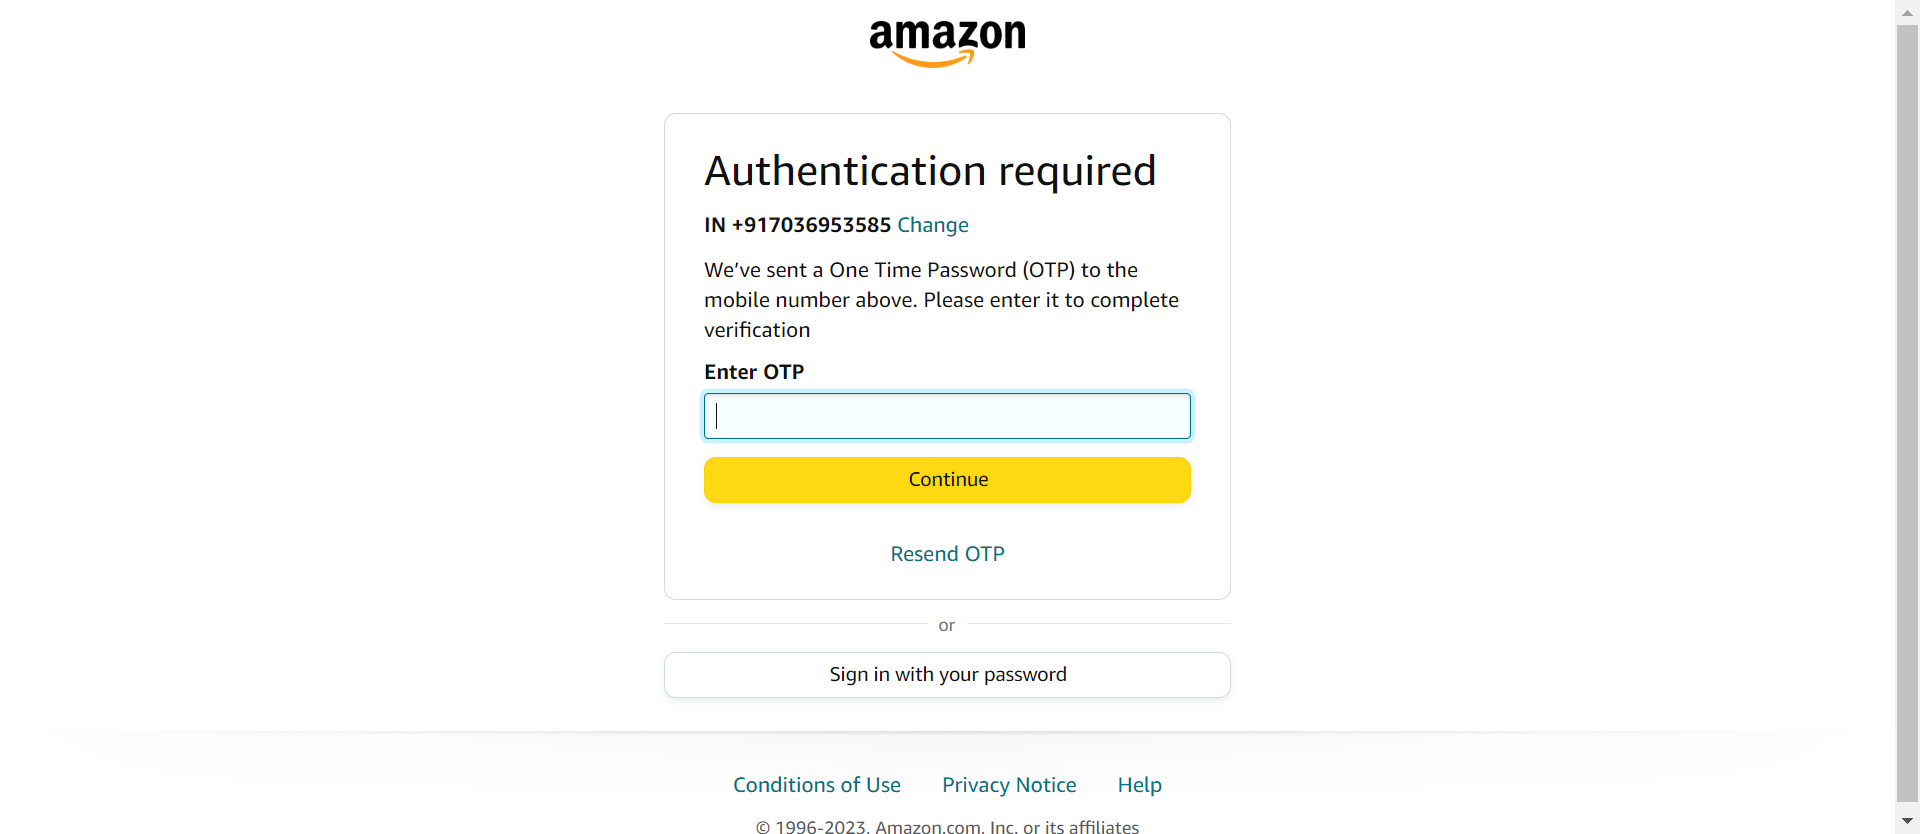 amazon
Authentication required
IN +917036953585 Change
We’ve sent a One Time Password (OTP) to the
mobile number above. Please enter it to complete
verification
Enter OTP
Continue
Resend OTP
or
Sign in with your password
Conditions of Use Privacy Notice Help
© 1996-2023, Amazon.com, Inc. or its affiliates